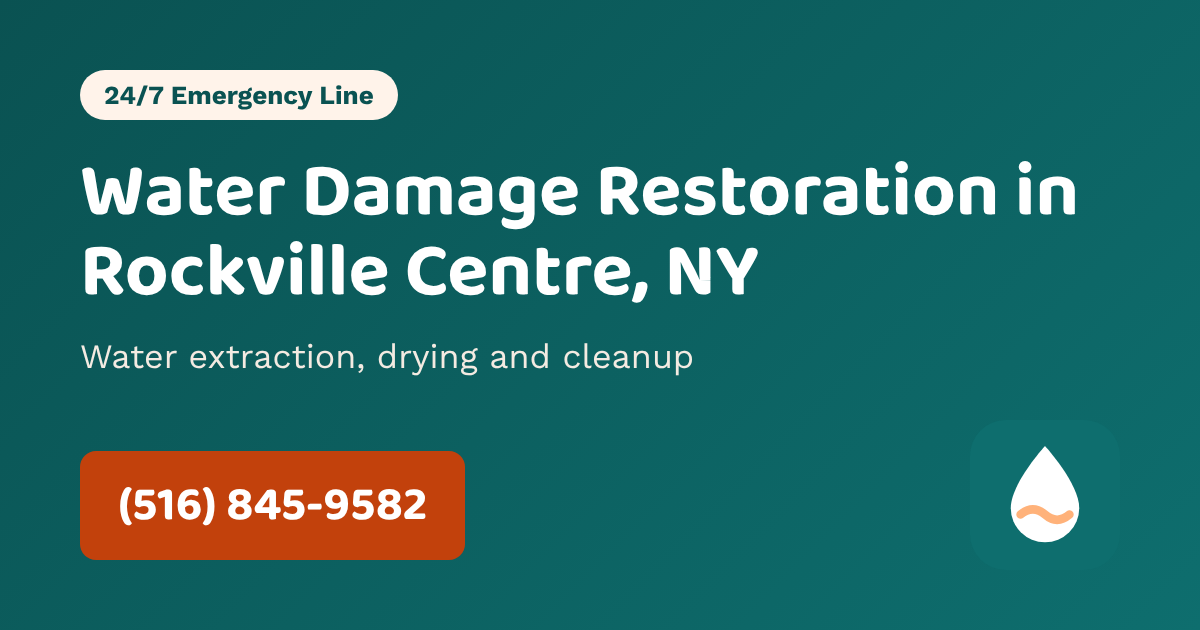 24/7 Emergency Line
Water Damage Restoration in
Rockville Centre, NY
Water extraction, drying and cleanup
(516) 845-9582